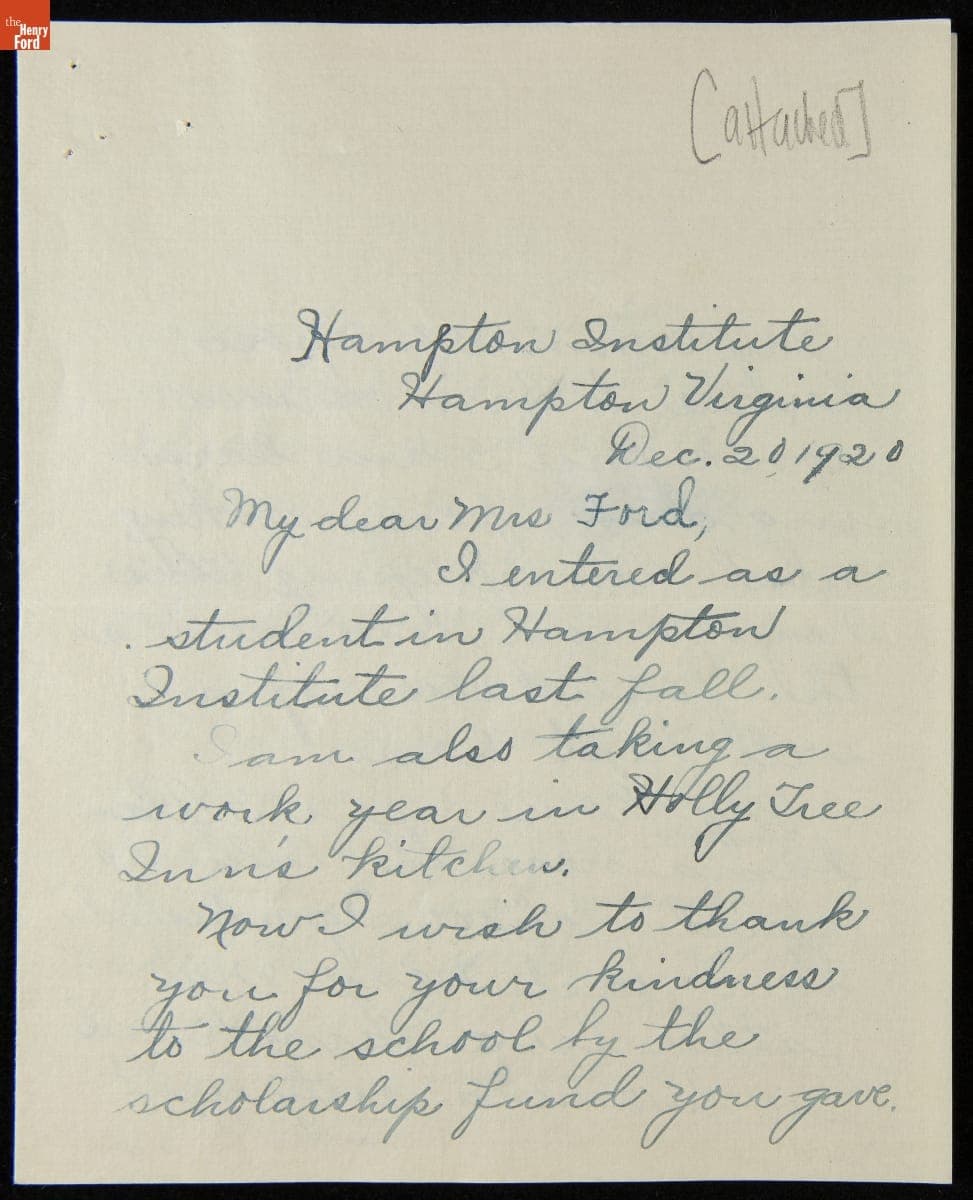 the
Henry
Ford
[attached]
Hampton Institute
Hampton Virginia
Dec. 20, 1920
My dear Mrs Ford,
I entered as a
student in Hampton
Institute last fall.
I am also taking a
work year in Holly Tree
Inn's kitchen.
Now I wish to thank
you for your kindness
to the school by the
scholarship fund you gave.